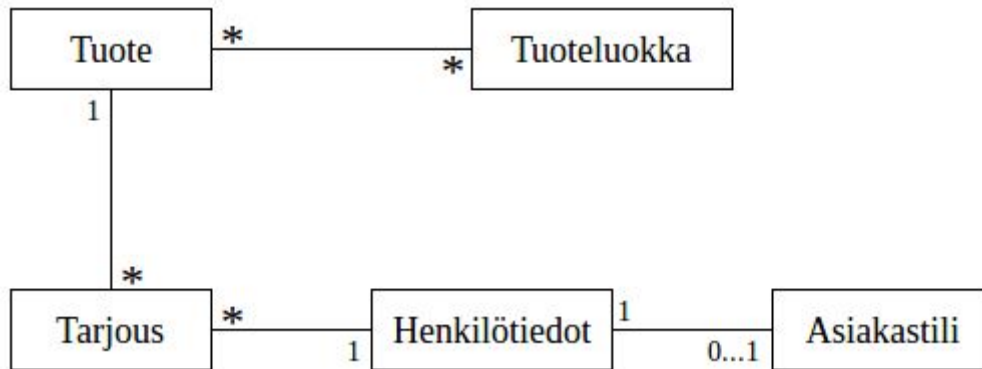 Tuote
*
*
Tuoteluokka
1
*
Tarjous
*
1
Henkilötiedot
1
0...1
Asiakastili